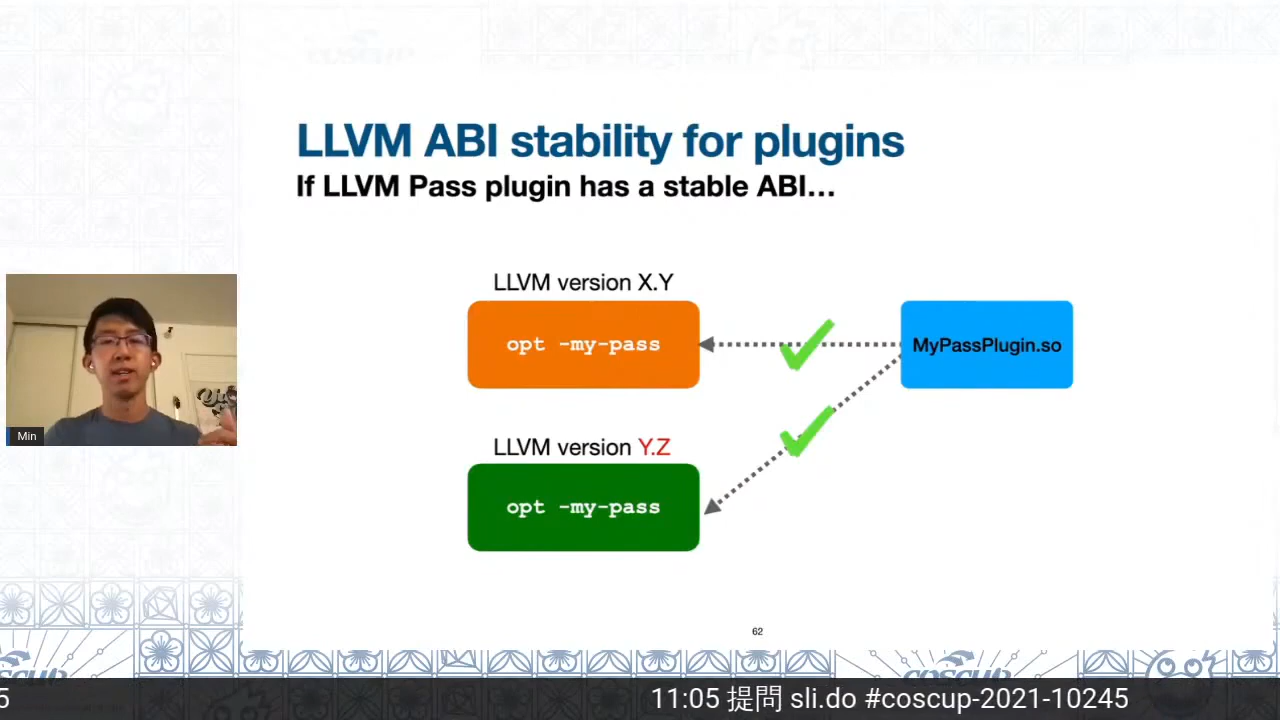 LLVM ABI stability for plugins
If LLVM Pass plugin has a stable ABI...
LLVM version X.Y
opt -my-pass
MyPassPlugin.so
LLVM version Y.Z
opt -my-pass
Min
62
5
11:05 提問 sli.do #coscup-2021-10245